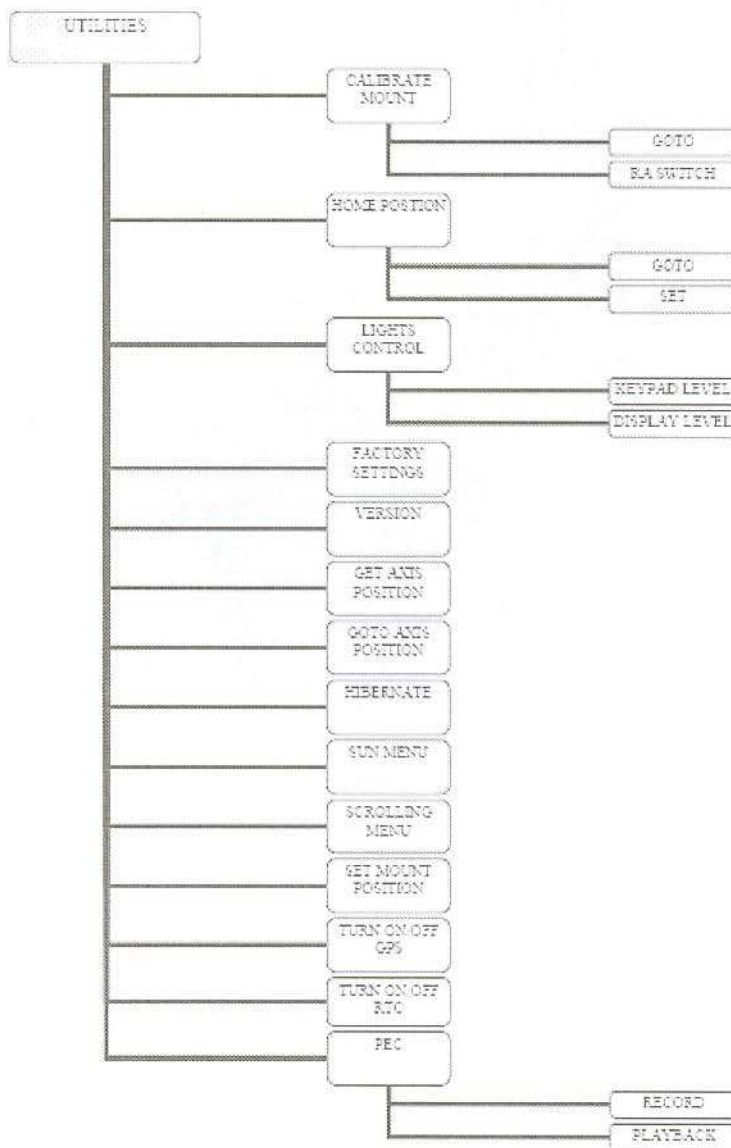 UTILITIES
CALIBRATE
MOUNT
GOTO
RA SWITCH
HOME POSTION
GOTO
SET
LIGHTS
CONTROL
KEYPAD LEVEL
DISPLAY LEVEL
FACTORY
SETTINGS
VERSION
GET AXIS
POSITION
GOTO AXIS
POSITION
HIBERNATE
SUN MENU
SCROLLING
MENU
SET MOUNT
POSITION
TURN ON OFF
GPS
TURN ON OFF
RTC
PEC
RECORD
PLAYBACK